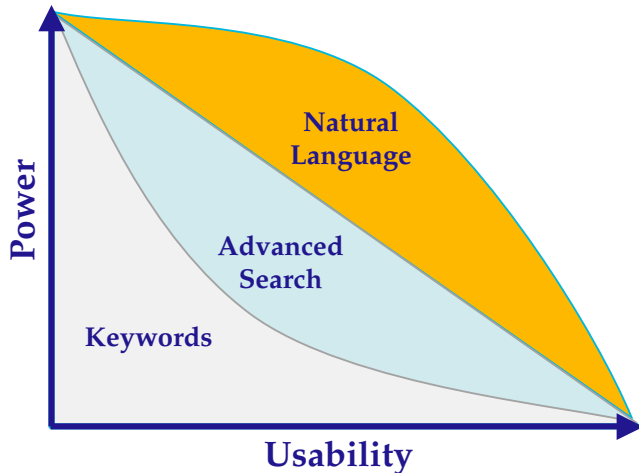 Natural
Language
Advanced
Search
Keywords
Power
Usability